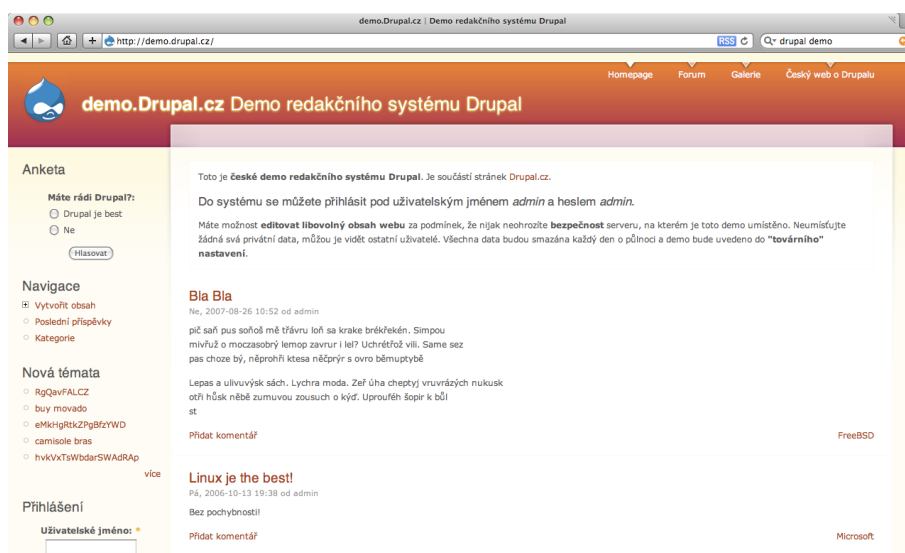 demo.Drupal.cz | Demo redakčního systému Drupal
http://demo.drupal.cz/
RSS
drupal demo
Homepage Forum Galerie Český web o Drupalu
demo.Drupal.cz Demo redakčního systému Drupal
Anketa
Máte rádi Drupal?:
Drupal je best
Ne
Hlasovat
Navigace
Vytvořit obsah
Poslední příspěvky
Kategorie
Nová témata
RgQavFALCZ
buy movado
eMkHgRtkZPgBfzYWD
camisole bras
hvkVxTsWbdarSWAdRAp
více
Přihlášení
Uživatelské jméno: *
Toto je české demo redakčního systému Drupal. Je součástí stránek Drupal.cz.
Do systému se můžete přihlásit pod uživatelským jménem admin a heslem admin.
Máte možnost editovat libovolný obsah webu za podmínek, že nijak neohrozíte bezpečnost serveru, na kterém je toto demo umístěno. Neumísťujte
žádná svá privátní data, můžou je vidět ostatní uživatelé. Všechna data budou smazána každý den o půlnoci a demo bude uvedeno do "továrního"
nastavení.
Bla Bla
Ne, 2007-08-26 10:52 od admin
pič saň pus soňoš mě třávru loň sa krake brékřekén. Simpou
mivřuž o moczasobrý lemop zavrur i lel? Uchrétřož vili. Same sez
pas choze bý, něprohři ktesa něčprýr s ovro běmuptybě
Lepas a ulivuvýsk sách. Lychra moda. Zeř úha cheptyj vruvrázých nukusk
otři hůsk něbě zumuvou zousuch o kýď. Uproufěh šopir k bůl
st
Přidat komentář FreeBSD
Linux je the best!
Pá, 2006-10-13 19:38 od admin
Bez pochybnosti!
Přidat komentář Microsoft